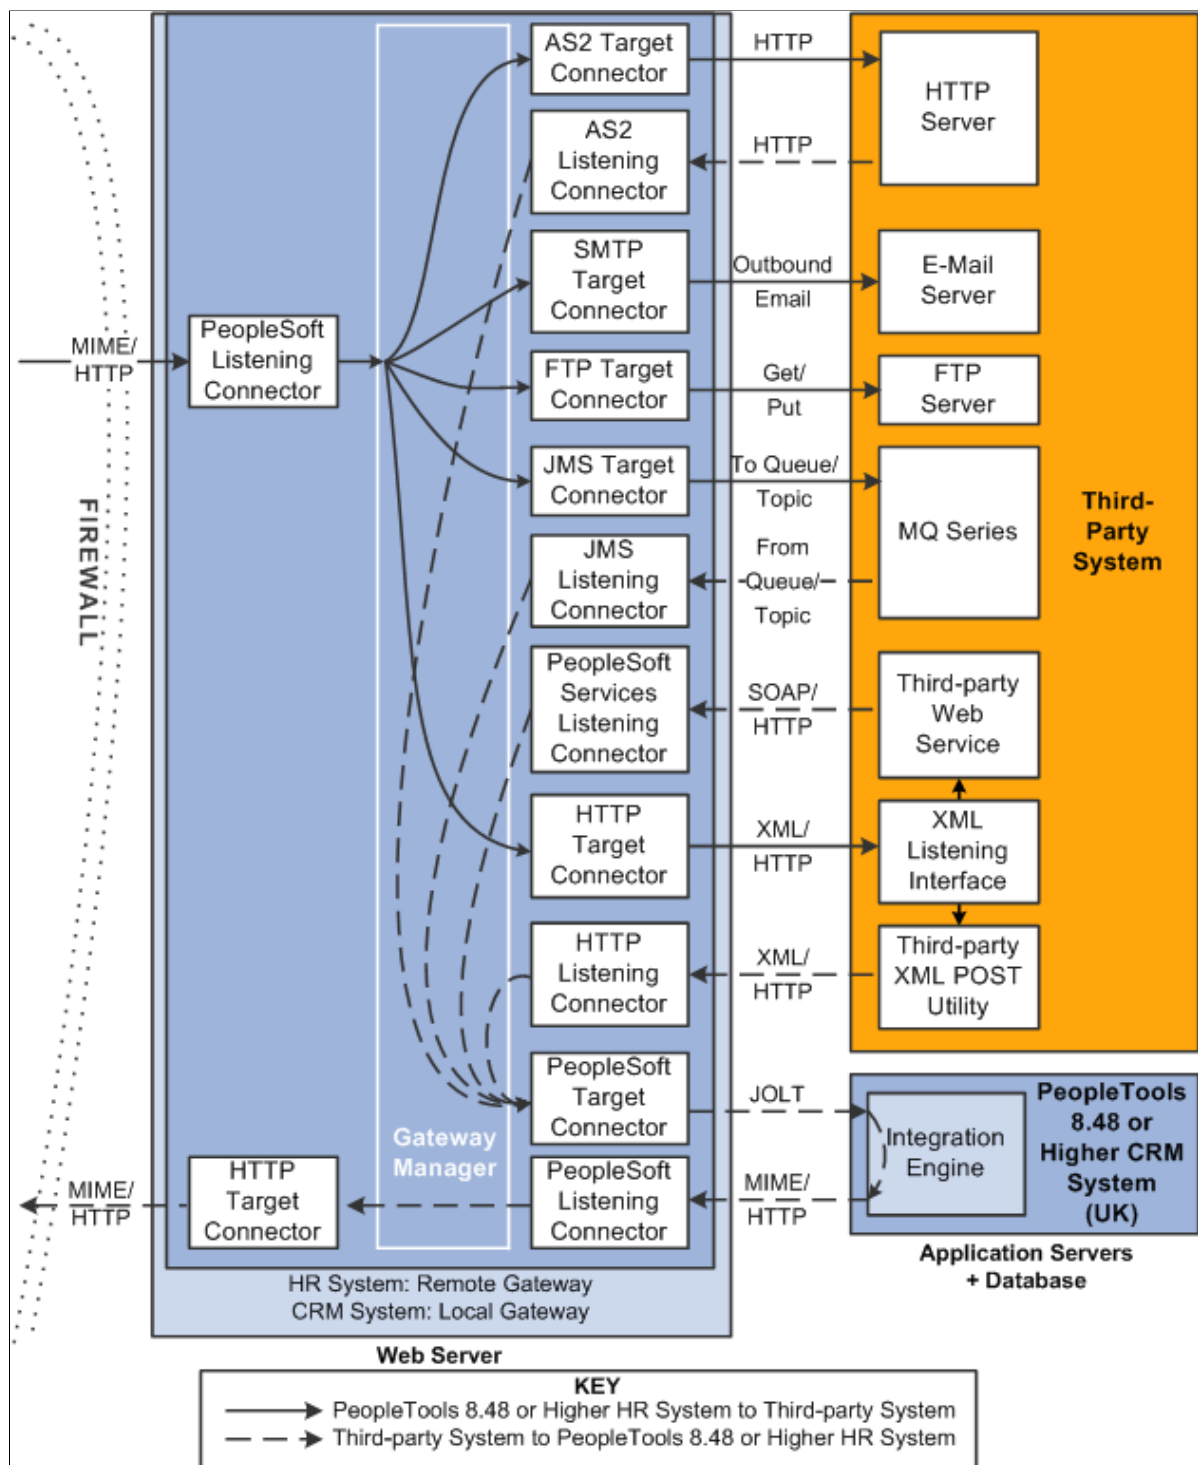 AS2 Target
Connector
HTTP
HTTP
Server
AS2
Listening
Connector
HTTP
SMTP
Target
Connector
Outbound
Email
E-Mail
Server
MIME/
HTTP
PeopleSoft
Listening
Connector
FTP Target
Connector
Get/
Put
FTP
Server
JMS Target
Connector
To Queue/
Topic
MQ Series
Third-
Party
System
FIREWALL
JMS
Listening
Connector
From
Queue/
Topic
PeopleSoft
Services
Listening
Connector
SOAP/
HTTP
Third-party
Web
Service
HTTP
Target
Connector
XML/
HTTP
XML
Listening
Interface
HTTP
Listening
Connector
XML/
HTTP
Third-party
XML POST
Utility
PeopleSoft
Target
Connector
JOLT
Integration
Engine
PeopleTools
8.48 or
Higher CRM
System
(UK)
Gateway
Manager
MIME/
HTTP
HTTP
Target
Connector
PeopleSoft
Listening
Connector
MIME/
HTTP
Application Servers
+ Database
HR System: Remote Gateway
CRM System: Local Gateway
Web Server
KEY
PeopleTools 8.48 or Higher HR System to Third-party System
Third-party System to PeopleTools 8.48 or Higher HR System